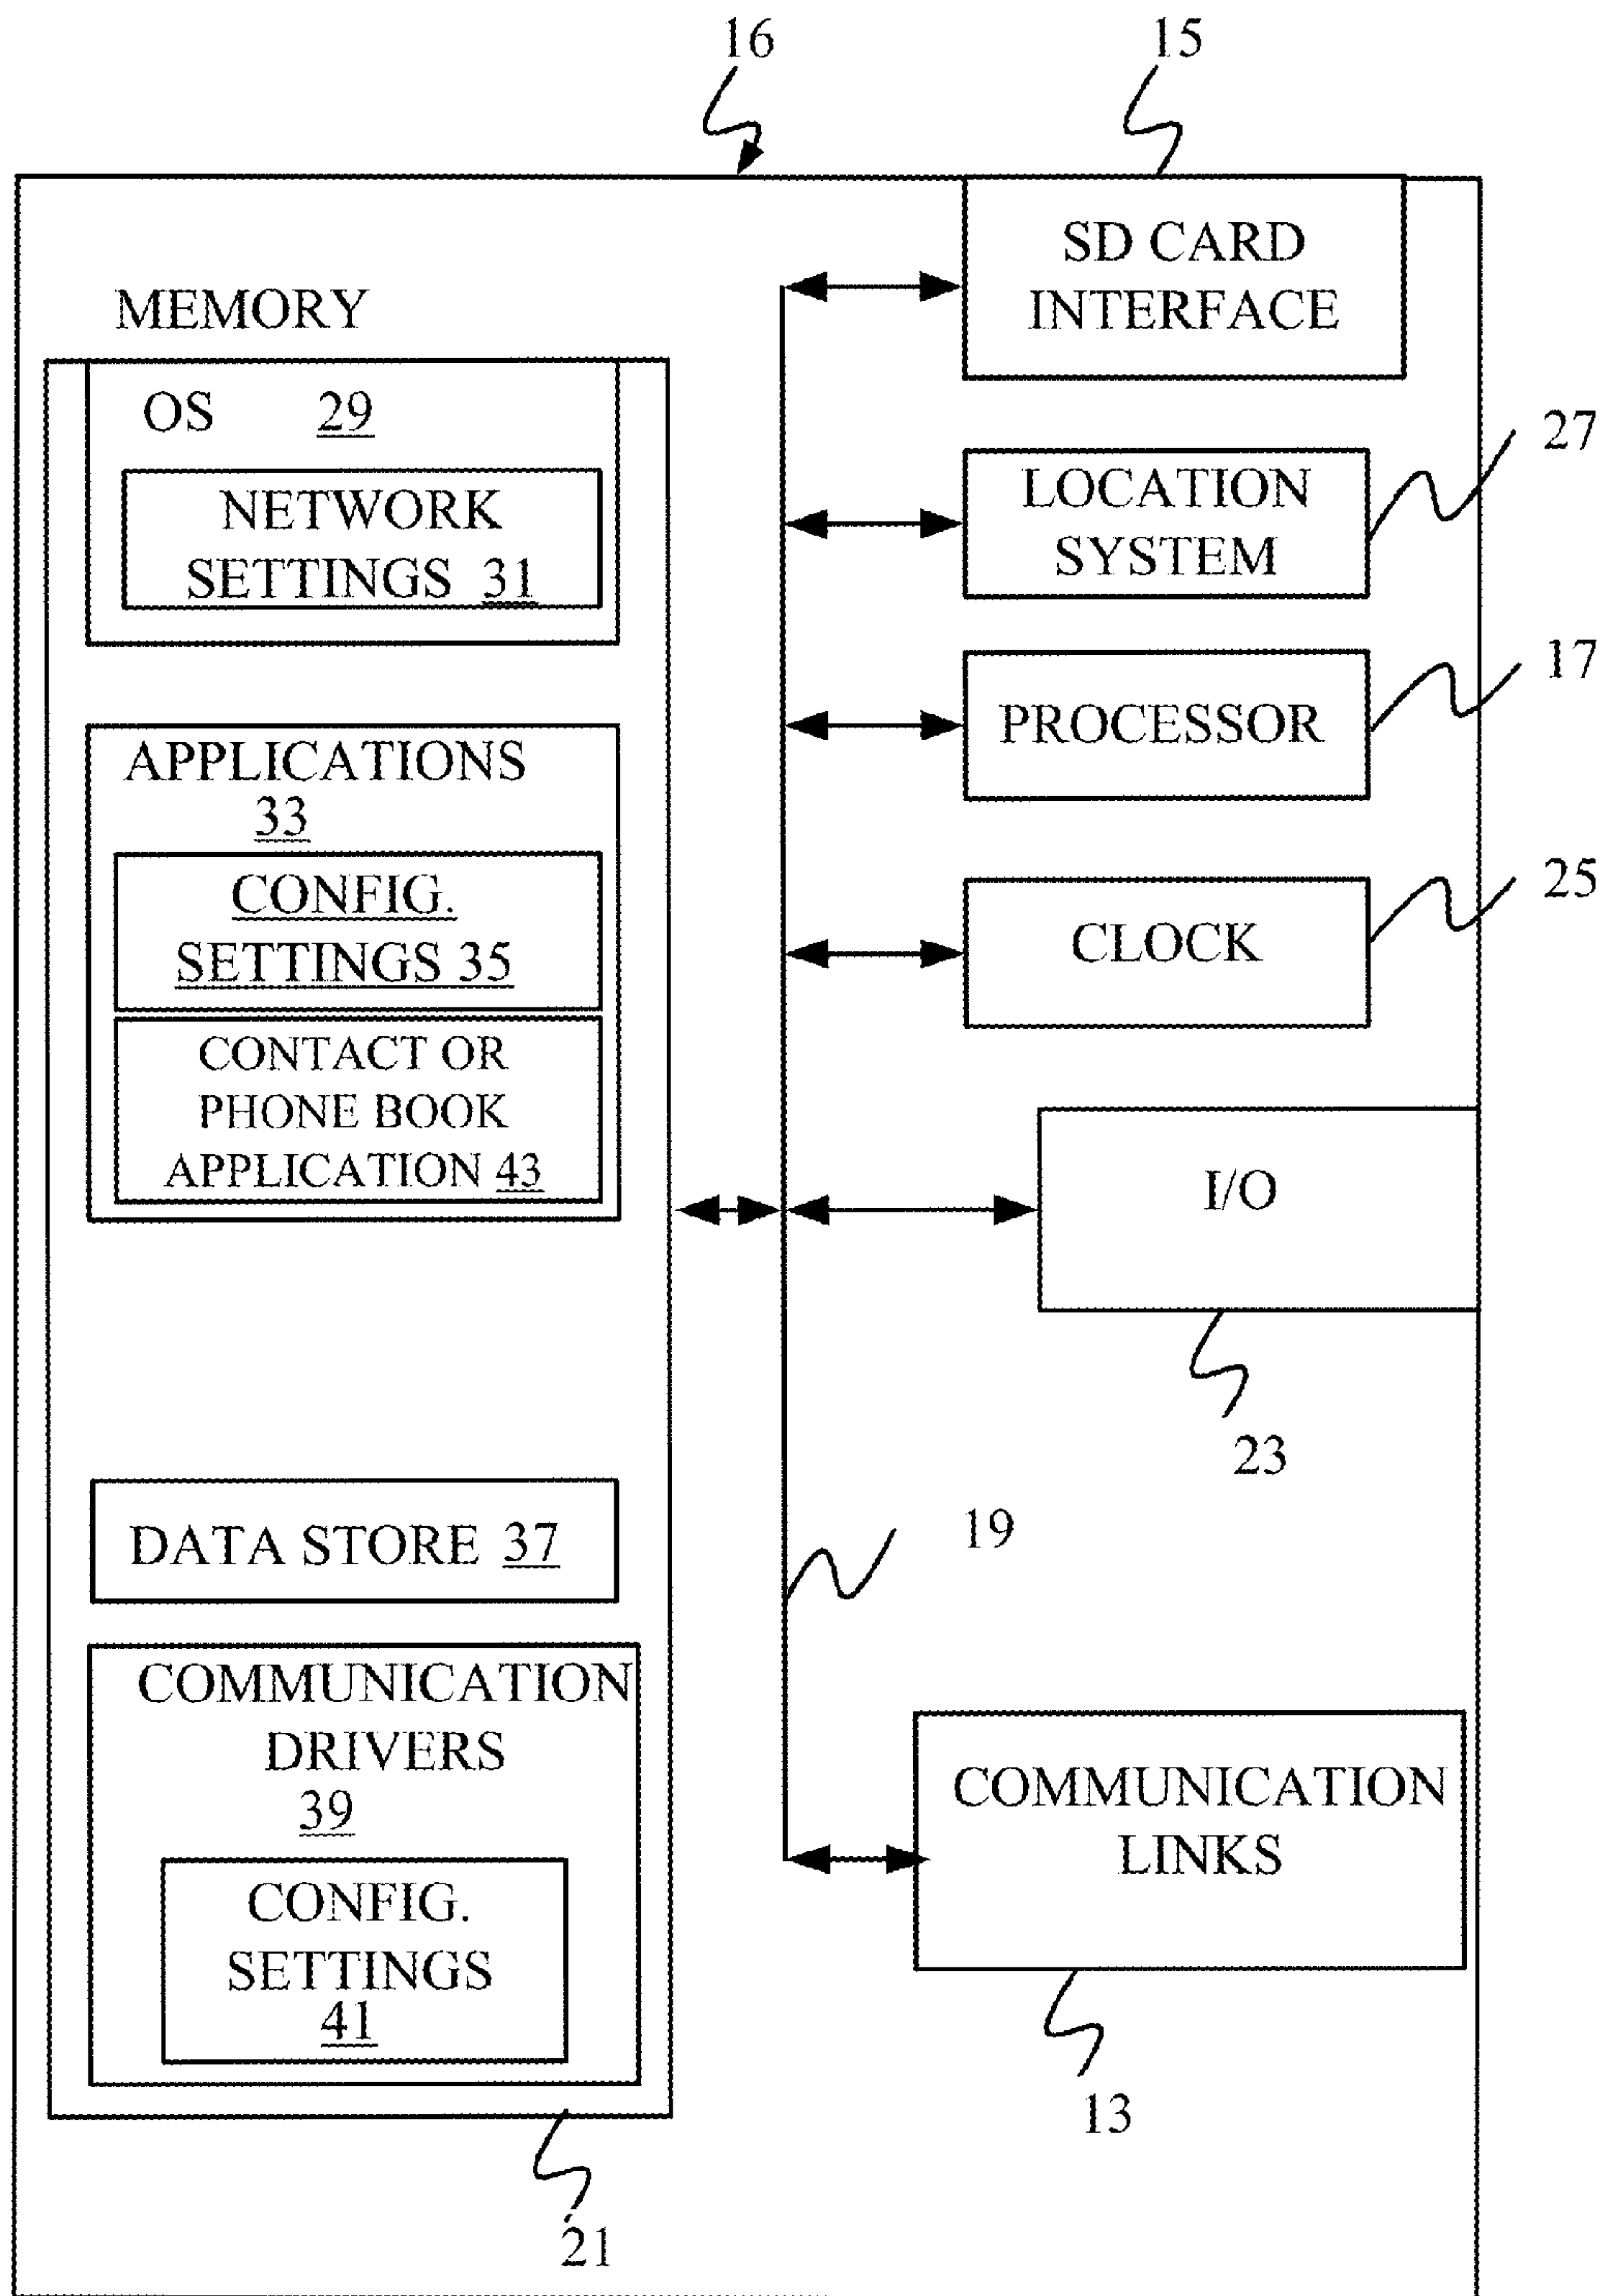 16
15
SD CARD
INTERFACE
MEMORY
OS 29
NETWORK
SETTINGS 31
27
LOCATION
SYSTEM
17
PROCESSOR
APPLICATIONS
33
CONFIG.
SETTINGS 35
25
CLOCK
CONTACT OR
PHONE BOOK
APPLICATION 43
I/O
23
19
DATA STORE 37
COMMUNICATION
DRIVERS
39
CONFIG.
SETTINGS
41
COMMUNICATION
LINKS
13
21